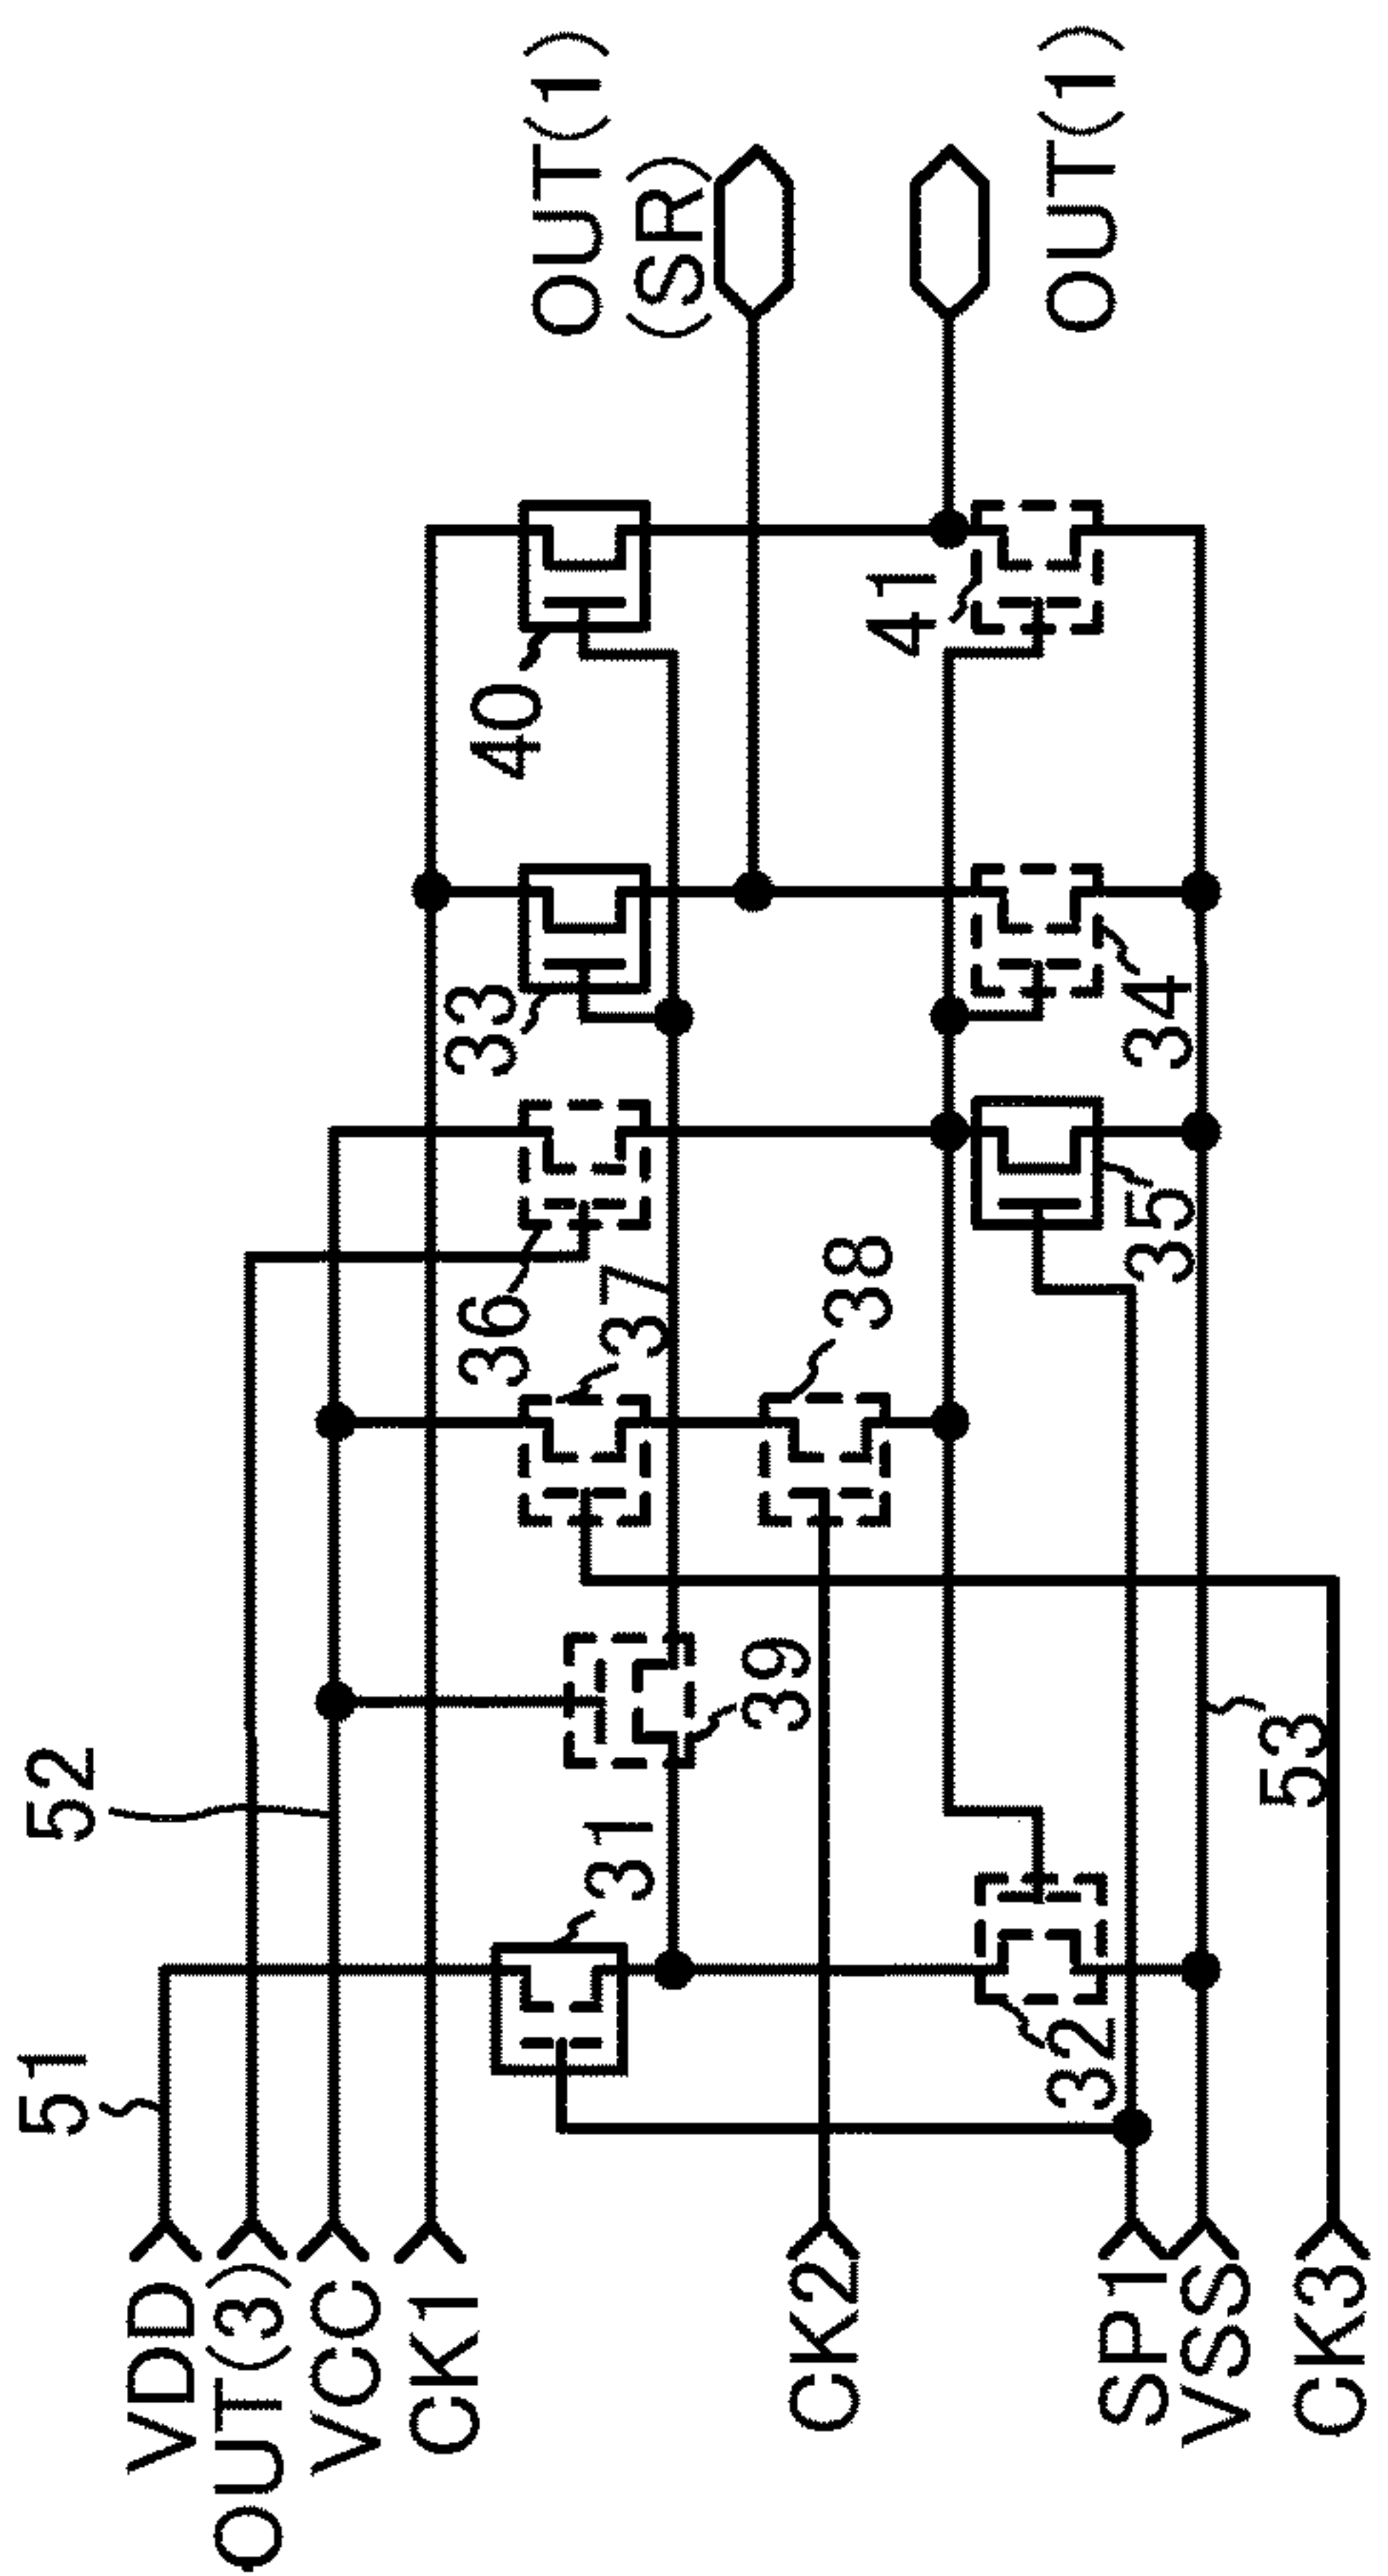 VDD
OUT(3)
VCC
CK1
CK2
SP1
VSS
CK3
51
52
31
32
39
53
37
38
36
35
33
34
40
41
OUT(1)
(SR)
OUT(1)